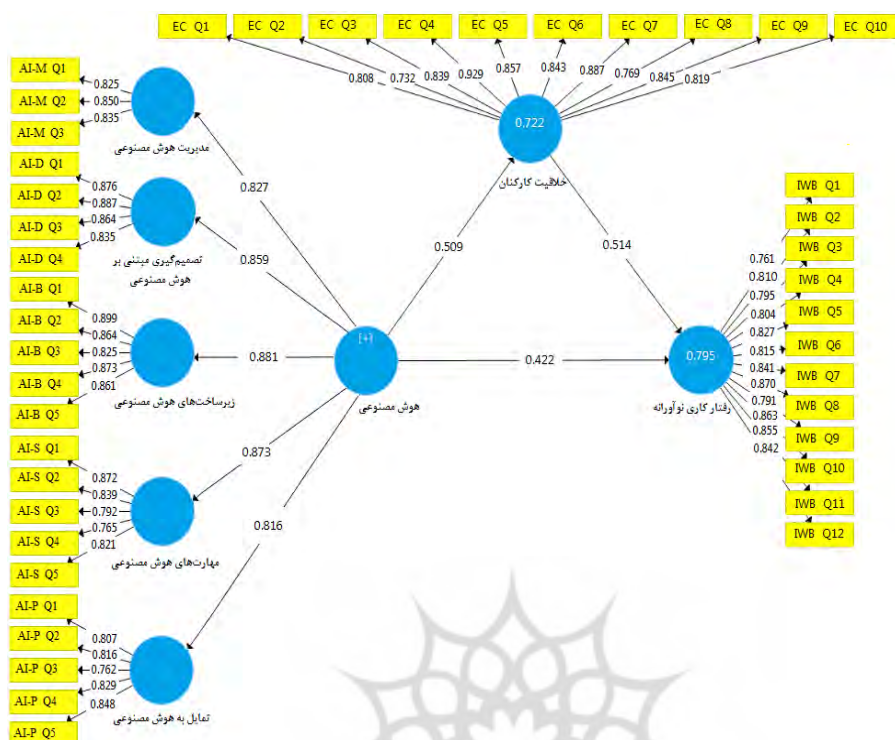 EC Q1
EC Q2
EC Q3
EC Q4
EC Q5
EC Q6
EC Q7
EC Q8
EC Q9
EC Q10
0.808
0.732
0.839
0.929
0.857
0.843
0.887
0.769
0.845
0.819
0.722
خلاقیت کارکنان
AI-M Q1
AI-M Q2
AI-M Q3
0.825
0.850
0.835
مدیریت هوش مصنوعی
AI-D Q1
AI-D Q2
AI-D Q3
AI-D Q4
0.876
0.887
0.864
0.835
تصمیم‌گیری مبتنی بر
هوش مصنوعی
AI-B Q1
AI-B Q2
AI-B Q3
AI-B Q4
AI-B Q5
0.899
0.864
0.825
0.873
0.861
زیرساخت‌های هوش مصنوعی
AI-S Q1
AI-S Q2
AI-S Q3
AI-S Q4
AI-S Q5
0.872
0.839
0.792
0.765
0.821
مهارت‌های هوش مصنوعی
AI-P Q1
AI-P Q2
AI-P Q3
AI-P Q4
AI-P Q5
0.807
0.816
0.762
0.829
0.848
تمایل به هوش مصنوعی
0.827
0.859
0.881
0.873
0.816
[+]
هوش مصنوعی
0.509
0.514
0.422
0.795
رفتار کاری نوآورانه
0.761
0.810
0.795
0.804
0.827
0.815
0.841
0.870
0.791
0.863
0.855
0.842
IWB Q1
IWB Q2
IWB Q3
IWB Q4
IWB Q5
IWB Q6
IWB Q7
IWB Q8
IWB Q9
IWB Q10
IWB Q11
IWB Q12